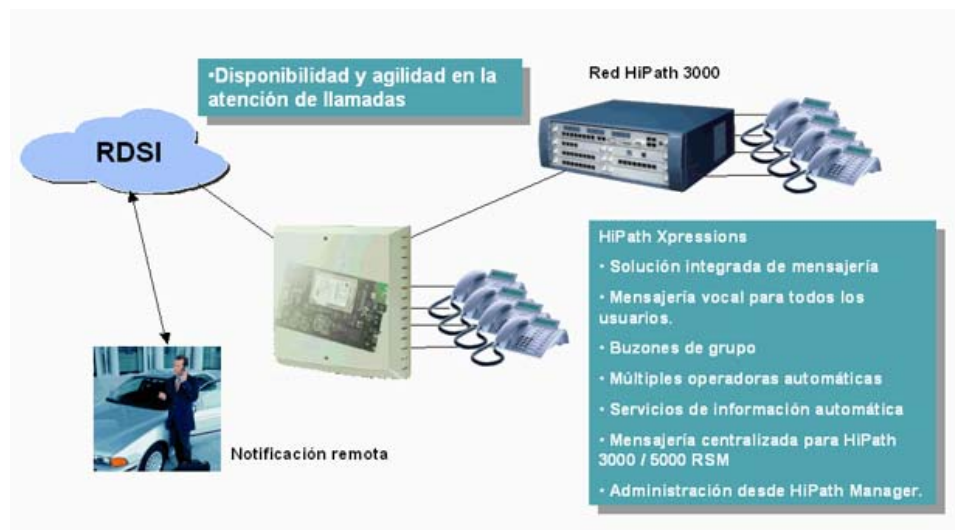 •Disponibilidad y agilidad en la
atención de llamadas
Red HiPath 3000
RDSI
HiPath Xpressions
• Solución integrada de mensajería
• Mensajería vocal para todos los
usuarios.
• Buzones de grupo
• Múltiples operadoras automáticas
• Servicios de información automática
• Mensajería centralizada para HiPath
3000 / 5000 RSM
• Administración desde HiPath Manager.
Notificación remota